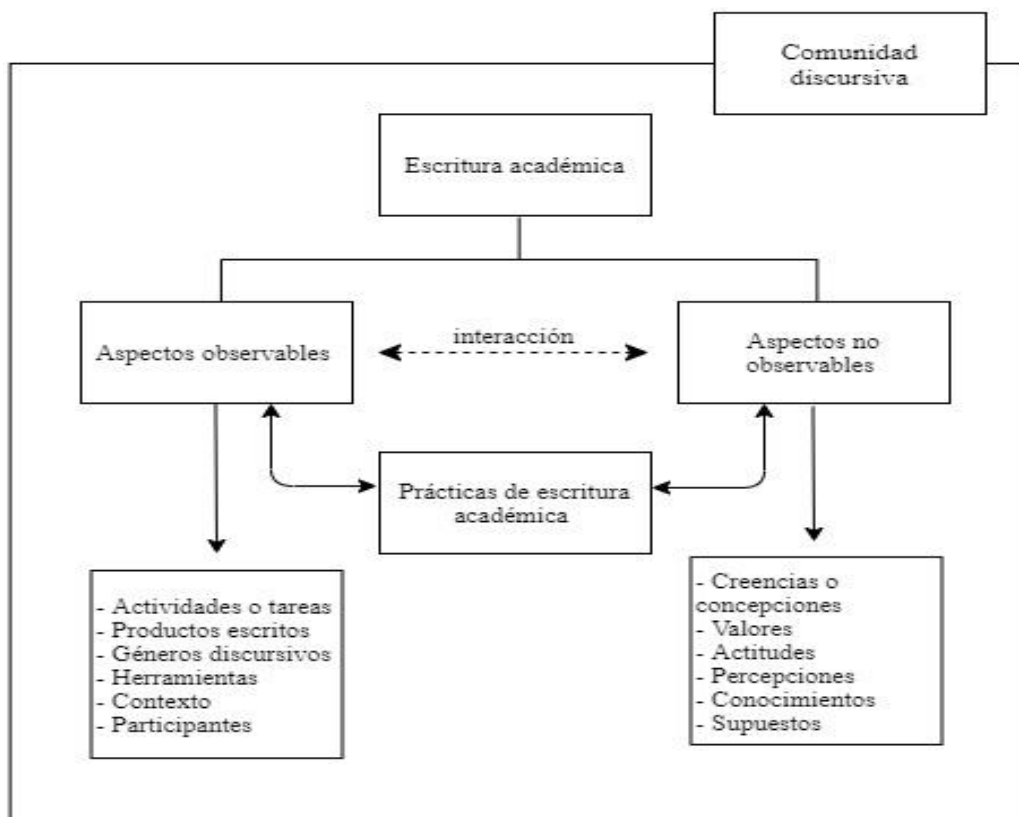 Comunidad
discursiva
Escritura académica
Aspectos observables
interacción
Aspectos no
observables
Prácticas de escritura
académica
- Actividades o tareas
- Productos escritos
- Géneros discursivos
- Herramientas
- Contexto
- Participantes
- Creencias o
concepciones
- Valores
- Actitudes
- Percepciones
- Conocimientos
- Supuestos